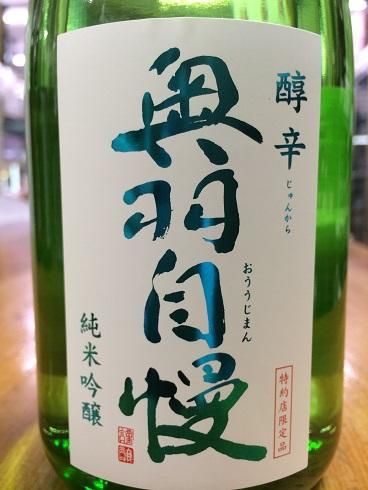 醇辛
じゅんから
奥羽自慢
おううじまん
純米吟醸
特約店限定品